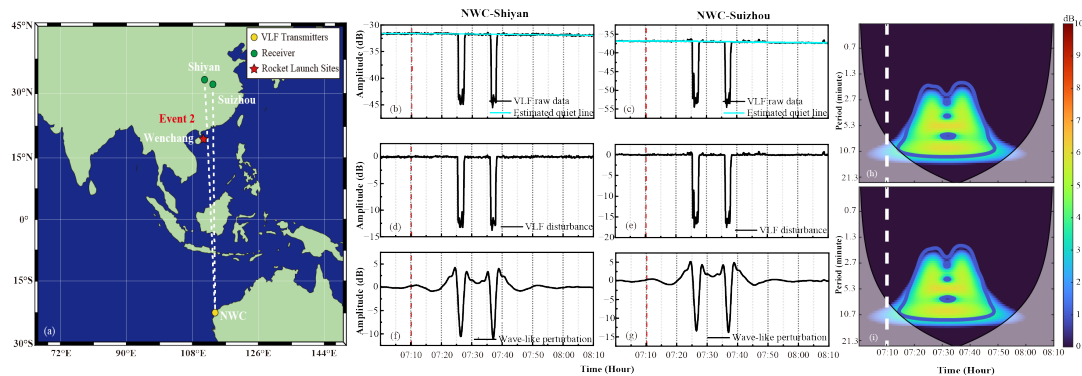 NWC-Shiyan
NWC-Suizhou
dB
45°N
30°N
15°N
0°
15°S
30°S
72°E
90°E
108°E
126°E
144°E
VLF Transmitters
Receiver
Rocket Launch Sites
Shiyan
Suizhou
Event 2
Wenchang
NWC
(a)
Amplitude (dB)
−30
−35
−40
−45
(b)
VLF raw data
Estimated quiet line
Amplitude (dB)
−30
−35
−40
−45
−50
−55
(c)
VLF raw data
Estimated quiet line
Amplitude (dB)
0
−5
−10
−15
(d)
VLF disturbance
Amplitude (dB)
0
−5
−10
15
20
(e)
VLF disturbance
Amplitude (dB)
5
0
−5
−10
(f)
Wave-like perturbation
07:10
07:20
07:30
07:40
07:50
08:00
08:10
Amplitude (dB)
5
0
−5
−10
−15
(g)
Wave-like perturbation
07:10
07:20
07:30
07:40
07:50
08:00
08:10
Time (Hour)
Period (minute)
0.7
1.3
2.7
5.3
10.7
21.3
(h)
Period (minute)
0.7
1.3
2.7
5.3
10.7
21.3
(i)
07:10
07:20
07:30
07:40
07:50
08:00
08:10
Time (Hour)
10
9
8
7
6
5
4
3
2
1
0